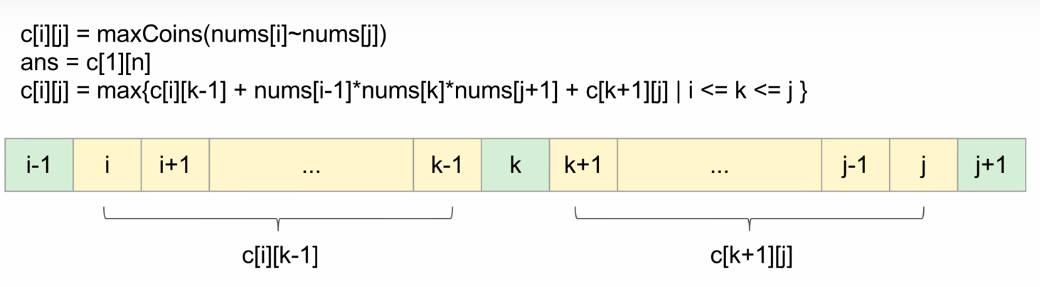 c[i][j] = maxCoins(nums[i]~nums[j])
ans = c[1][n]
c[i][j] = max{c[i][k-1] + nums[i-1]*nums[k]*nums[j+1] + c[k+1][j] | i <= k <= j }
i-1 i i+1 ... k-1 k k+1 ... j-1 j j+1
c[i][k-1] c[k+1][j]